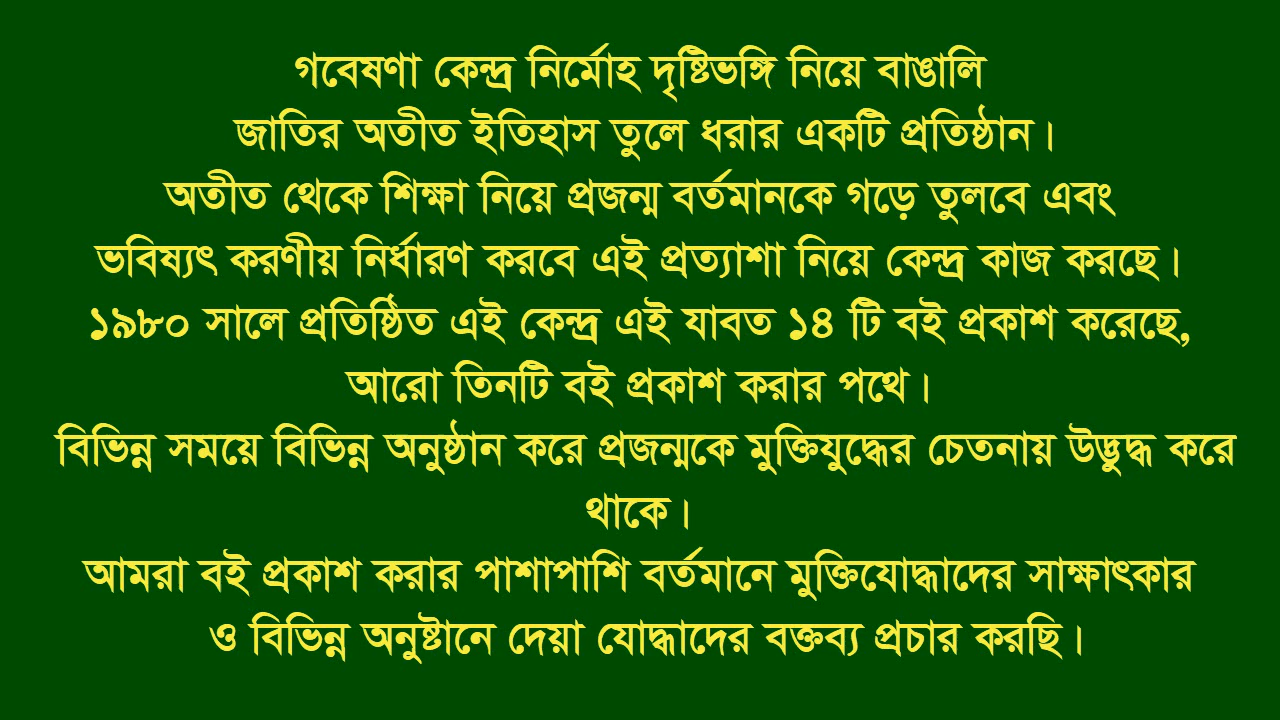 গবেষণা কেন্দ্র নির্মোহ দৃষ্টিভঙ্গি নিয়ে বাঙালি
জাতির অতীত ইতিহাস তুলে ধরার একটি প্রতিষ্ঠান।
অতীত থেকে শিক্ষা নিয়ে প্রজন্ম বর্তমানকে গড়ে তুলবে এবং
ভবিষ্যৎ করণীয় নির্ধারণ করবে এই প্রত্যাশা নিয়ে কেন্দ্র কাজ করছে।
১৯৮০ সালে প্রতিষ্ঠিত এই কেন্দ্র এই যাবত ১৪ টি বই প্রকাশ করেছে,
আরো তিনটি বই প্রকাশ করার পথে।
বিভিন্ন সময়ে বিভিন্ন অনুষ্ঠান করে প্রজন্মকে মুক্তিযুদ্ধের চেতনায় উদ্ভুদ্ধ করে
থাকে।
আমরা বই প্রকাশ করার পাশাপাশি বর্তমানে মুক্তিযোদ্ধাদের সাক্ষাৎকার
ও বিভিন্ন অনুষ্টানে দেয়া যোদ্ধাদের বক্তব্য প্রচার করছি।